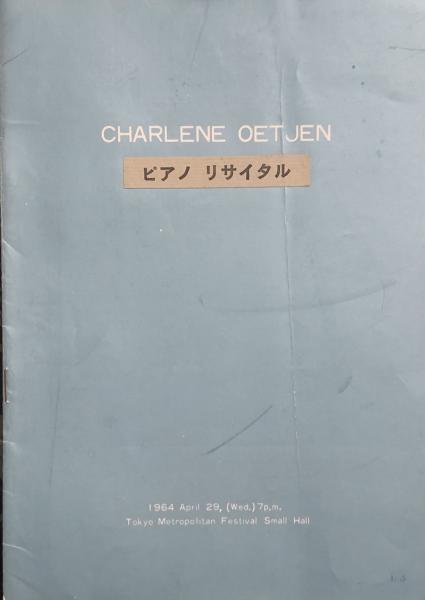 CHARLENE OETJEN
ピアノ リサイタル
1964 April 29, (Wed.) 7p.m.
Tokyo Metropolitan Festival Small Hall